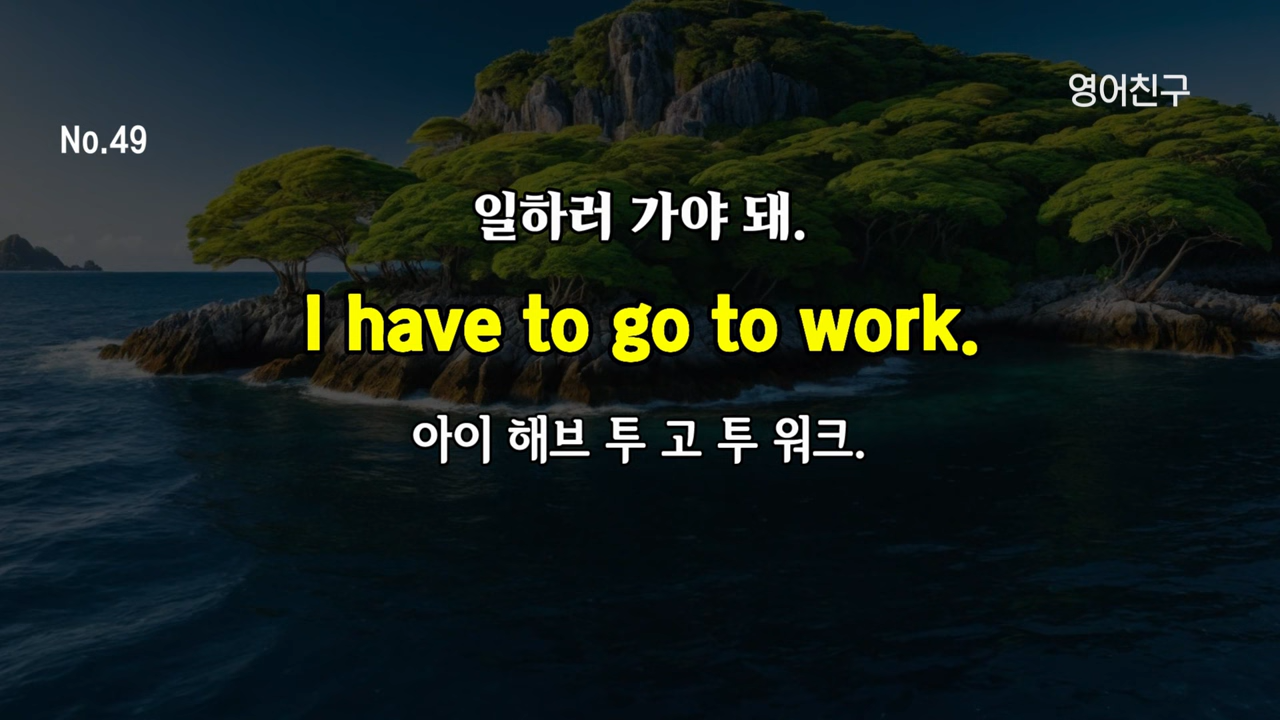 영어친구
No.49
일하러 가야 돼.
I have to go to work.
아이 해브 투 고 투 워크.